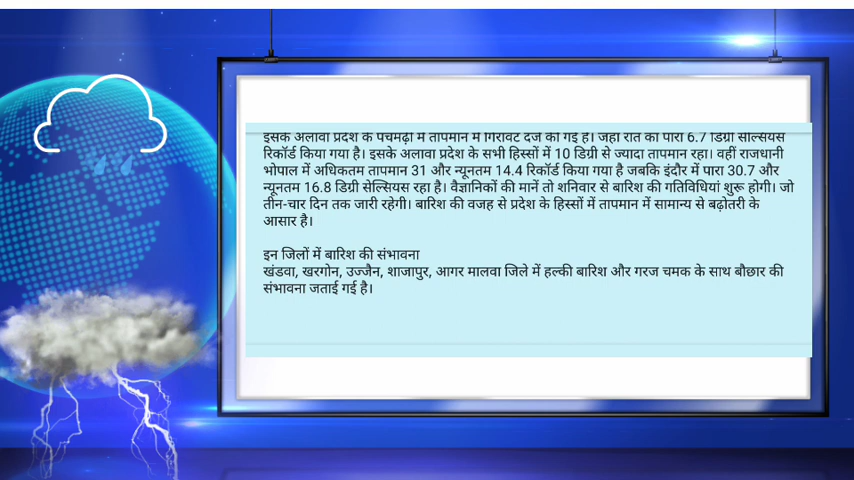 इसके अलावा प्रदेश के पचमढ़ी में तापमान में गिरावट दर्ज की गई है। जहां रात का पारा 6.7 डिग्री सेल्सियस
रिकॉर्ड किया गया है। इसके अलावा प्रदेश के सभी हिस्सों में 10 डिग्री से ज्यादा तापमान रहा। वहीं राजधानी
भोपाल में अधिकतम तापमान 31 और न्यूनतम 14.4 रिकॉर्ड किया गया है जबकि इंदौर में पारा 30.7 और
न्यूनतम 16.8 डिग्री सेल्सियस रहा है। वैज्ञानिकों की मानें तो शनिवार से बारिश की गतिविधियां शुरू होगी। जो
तीन-चार दिन तक जारी रहेगी। बारिश की वजह से प्रदेश के हिस्सों में तापमान में सामान्य से बढ़ोतरी के
आसार है।
इन जिलों में बारिश की संभावना
खंडवा, खरगोन, उज्जैन, शाजापुर, आगर मालवा जिले में हल्की बारिश और गरज चमक के साथ बौछार की
संभावना जताई गई है।